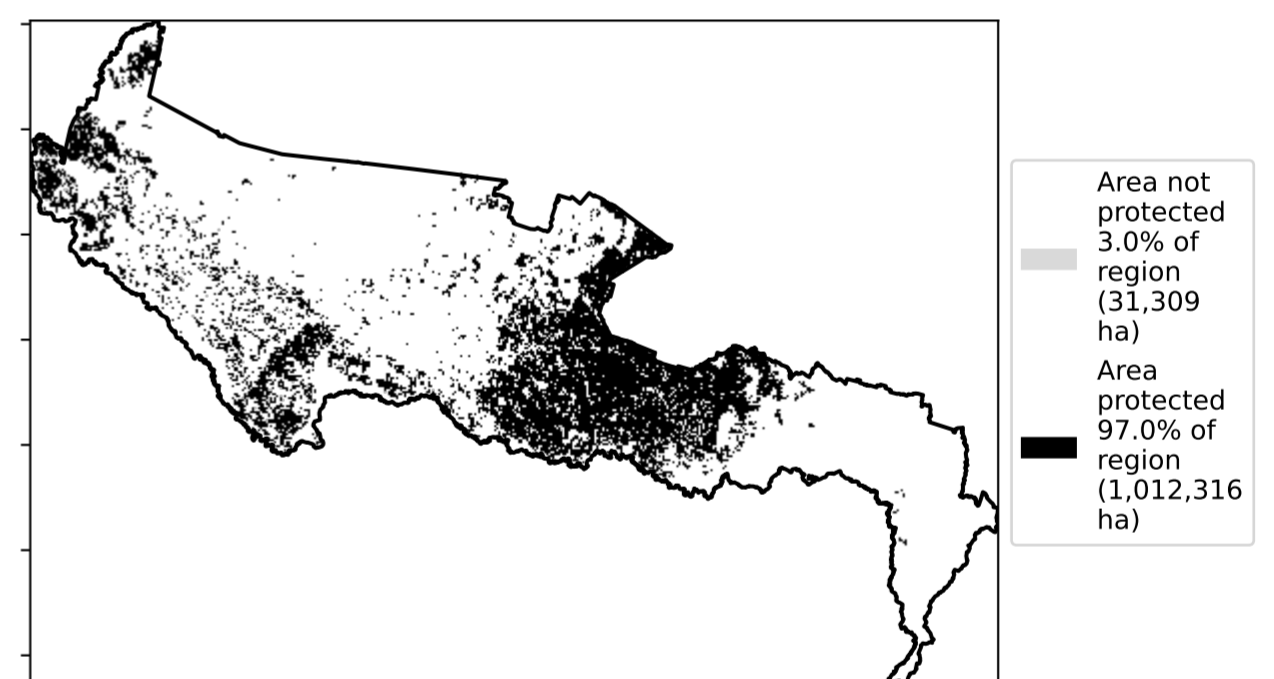 Area not
protected
3.0% of
region
(31,309
ha)
Area
protected
97.0% of
region
(1,012,316
ha)